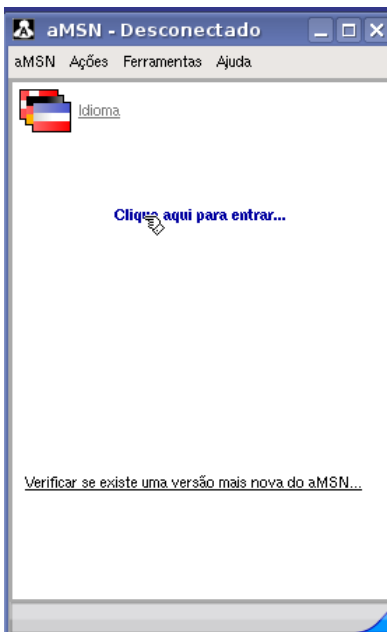 aMSN - Desconectado
aMSN Ações Ferramentas Ajuda
Idioma
Clique aqui para entrar...
Verificar se existe uma versão mais nova do aMSN...